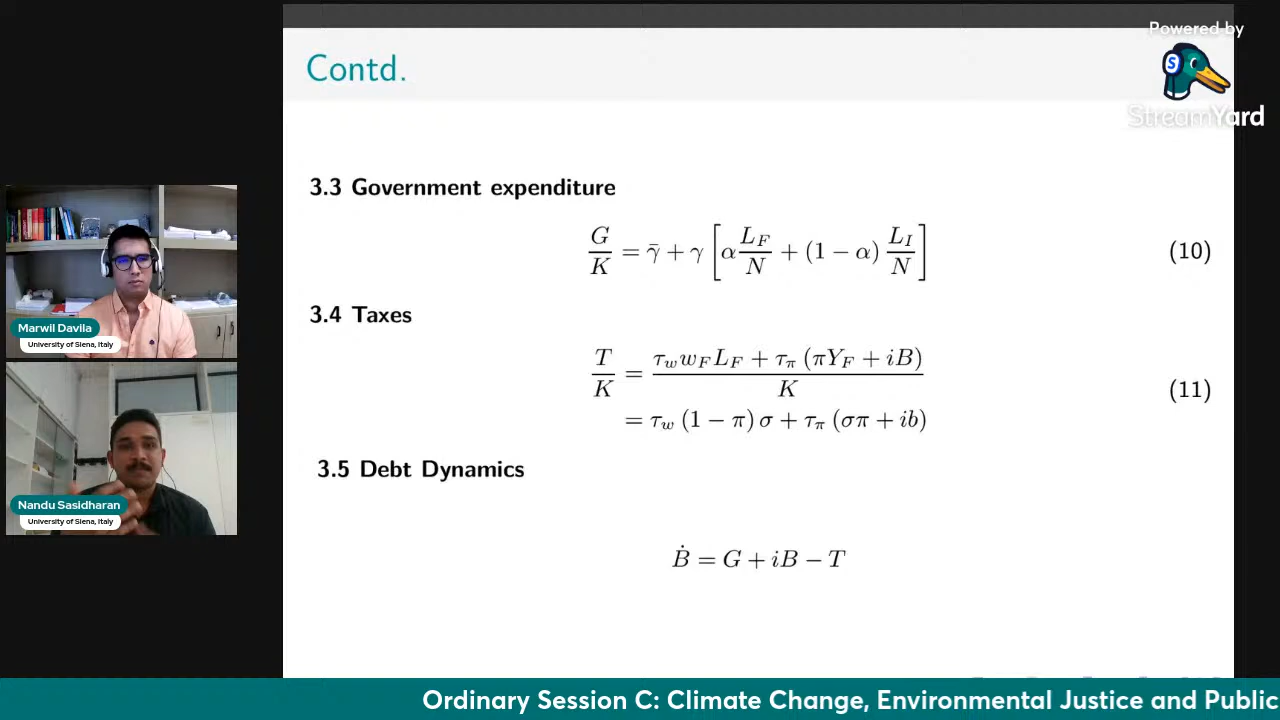 Powered by
StreamYard
Contd.
3.3 Government expenditure
G/K = γ̄ + γ [α L_F/N + (1 − α) L_I/N] (10)
3.4 Taxes
T/K = (τ_w w_F L_F + τ_π (πY_F + iB))/K
= τ_w (1 − π) σ + τ_π (σπ + ib) (11)
3.5 Debt Dynamics
Ḃ = G + iB − T
Marwil Davila
University of Siena, Italy
Nandu Sasidharan
University of Siena, Italy
Ordinary Session C: Climate Change, Environmental Justice and Public